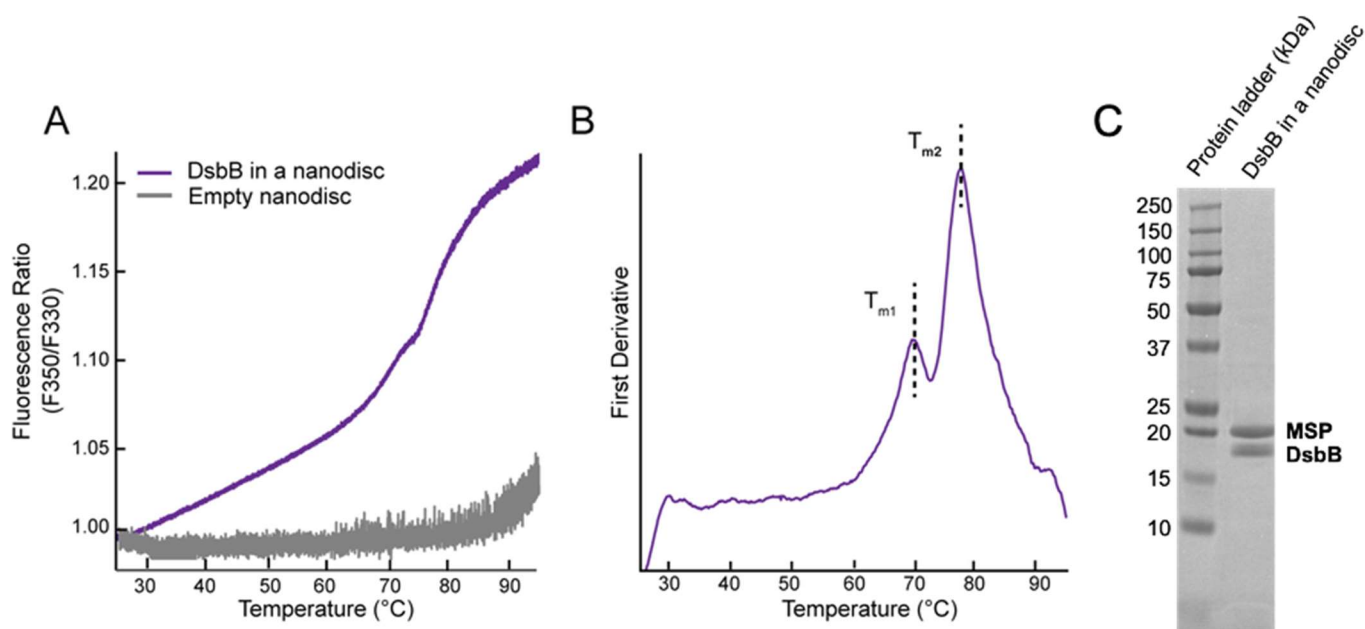 A
DsbB in a nanodisc
Empty nanodisc
Fluorescence Ratio
(F350/F330)
1.20
1.15
1.10
1.05
1.00
30 40 50 60 70 80 90
Temperature (°C)
B
Tm1
Tm2
First Derivative
30 40 50 60 70 80 90
Temperature (°C)
C
Protein ladder (kDa)
DsbB in a nanodisc
250
150
100
75
50
37
25
20
15
10
MSP
DsbB